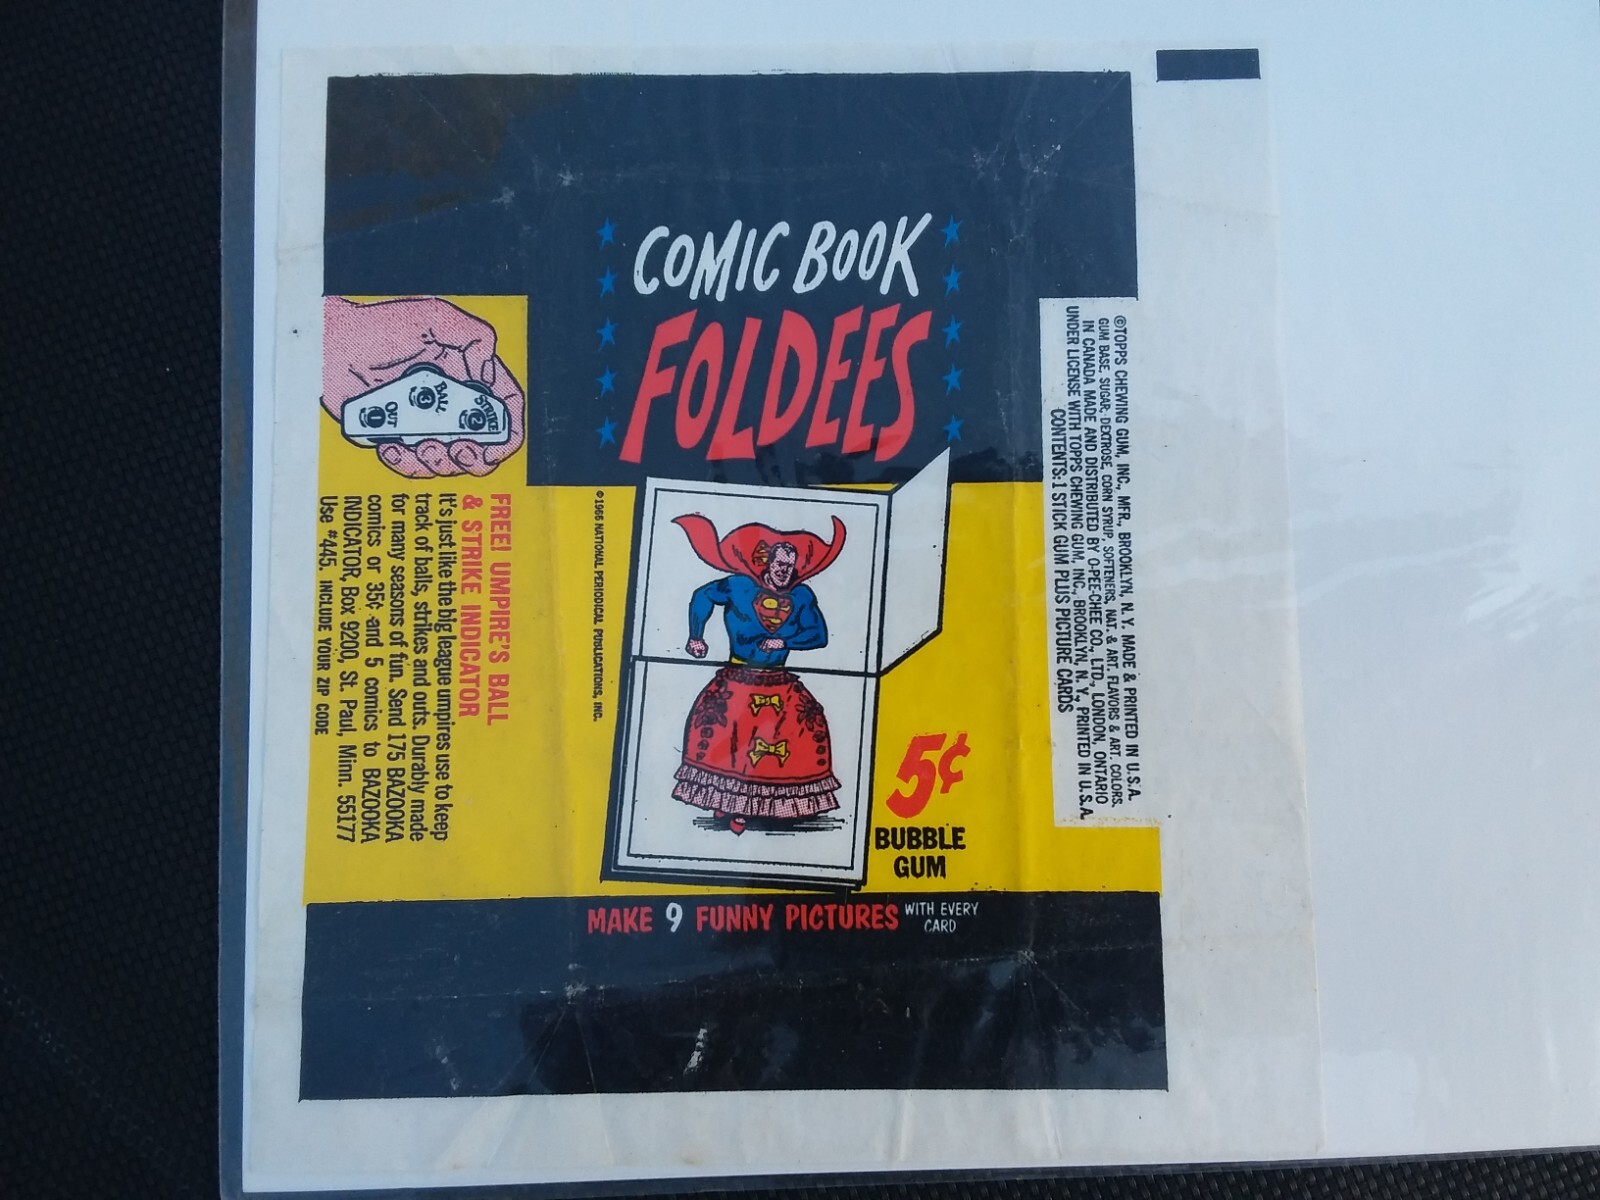 COMIC BOOK
FOLDEES
©1966 NATIONAL PERIODICAL PUBLICATIONS, INC.
5¢
BUBBLE
GUM
MAKE 9 FUNNY PICTURES WITH EVERY
CARD
OUT
1
BALL
3
STRIKE
2
FREE! UMPIRE'S BALL
& STRIKE INDICATOR
It's just like the big league umpires use to keep
track of balls, strikes and outs. Durably made
for many seasons of fun. Send 175 BAZOOKA
comics or 35¢ and 5 comics to BAZOOKA
INDICATOR, Box 9200, St. Paul, Minn. 55177
Use #445. INCLUDE YOUR ZIP CODE
©TOPPS CHEWING GUM, INC., MFR., BROOKLYN, N. Y. MADE & PRINTED IN U.S.A.
GUM BASE, SUGAR, DEXTROSE, CORN SYRUP, SOFTENERS, NAT. & ART. FLAVORS & ART. COLORS.
IN CANADA MADE AND DISTRIBUTED BY O-PEE-CHEE CO., LTD., LONDON, ONTARIO
UNDER LICENSE WITH TOPPS CHEWING GUM, INC., BROOKLYN, N. Y., PRINTED IN U.S.A.
CONTENTS: 1 STICK GUM PLUS PICTURE CARDS
S